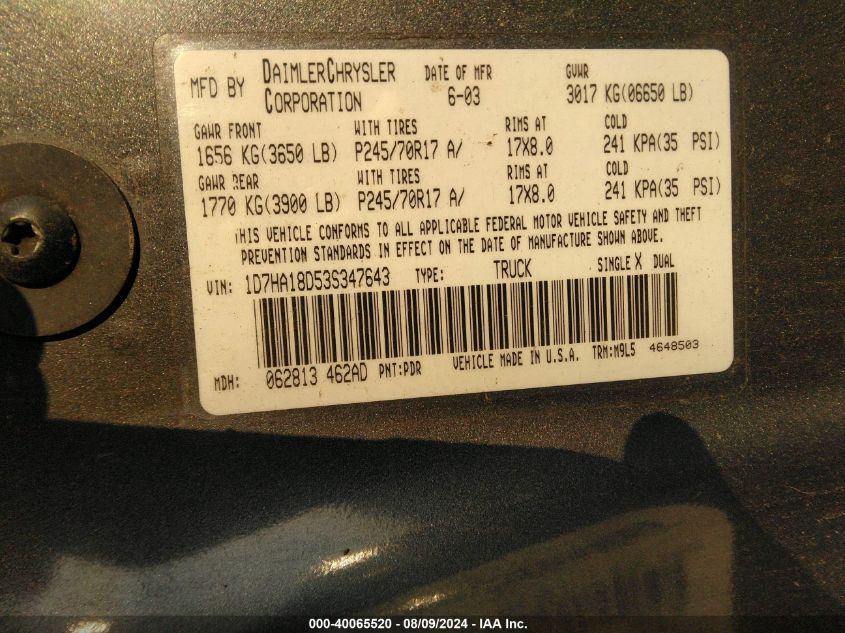 MFD BY DAIMLERCHRYSLER CORPORATION DATE OF MFR 6-03 GVWR 3017 KG(06650 LB)
GAWR FRONT WITH TIRES RIMS AT COLD
1656 KG(3650 LB) P245/70R17 A/ 17X8.0 241 KPA(35 PSI)
GAWR REAR WITH TIRES RIMS AT COLD
1770 KG(3900 LB) P245/70R17 A/ 17X8.0 241 KPA(35 PSI)
THIS VEHICLE CONFORMS TO ALL APPLICABLE FEDERAL MOTOR VEHICLE SAFETY AND THEFT
PREVENTION STANDARDS IN EFFECT ON THE DATE OF MANUFACTURE SHOWN ABOVE.
VIN: 1D7HA18D53S347643 TYPE: TRUCK SINGLE X DUAL
MDH: 062813 462AD PNT:PDR VEHICLE MADE IN U.S.A. TRM:M9L5 4648503
000-40065520 - 08/09/2024 - IAA Inc.